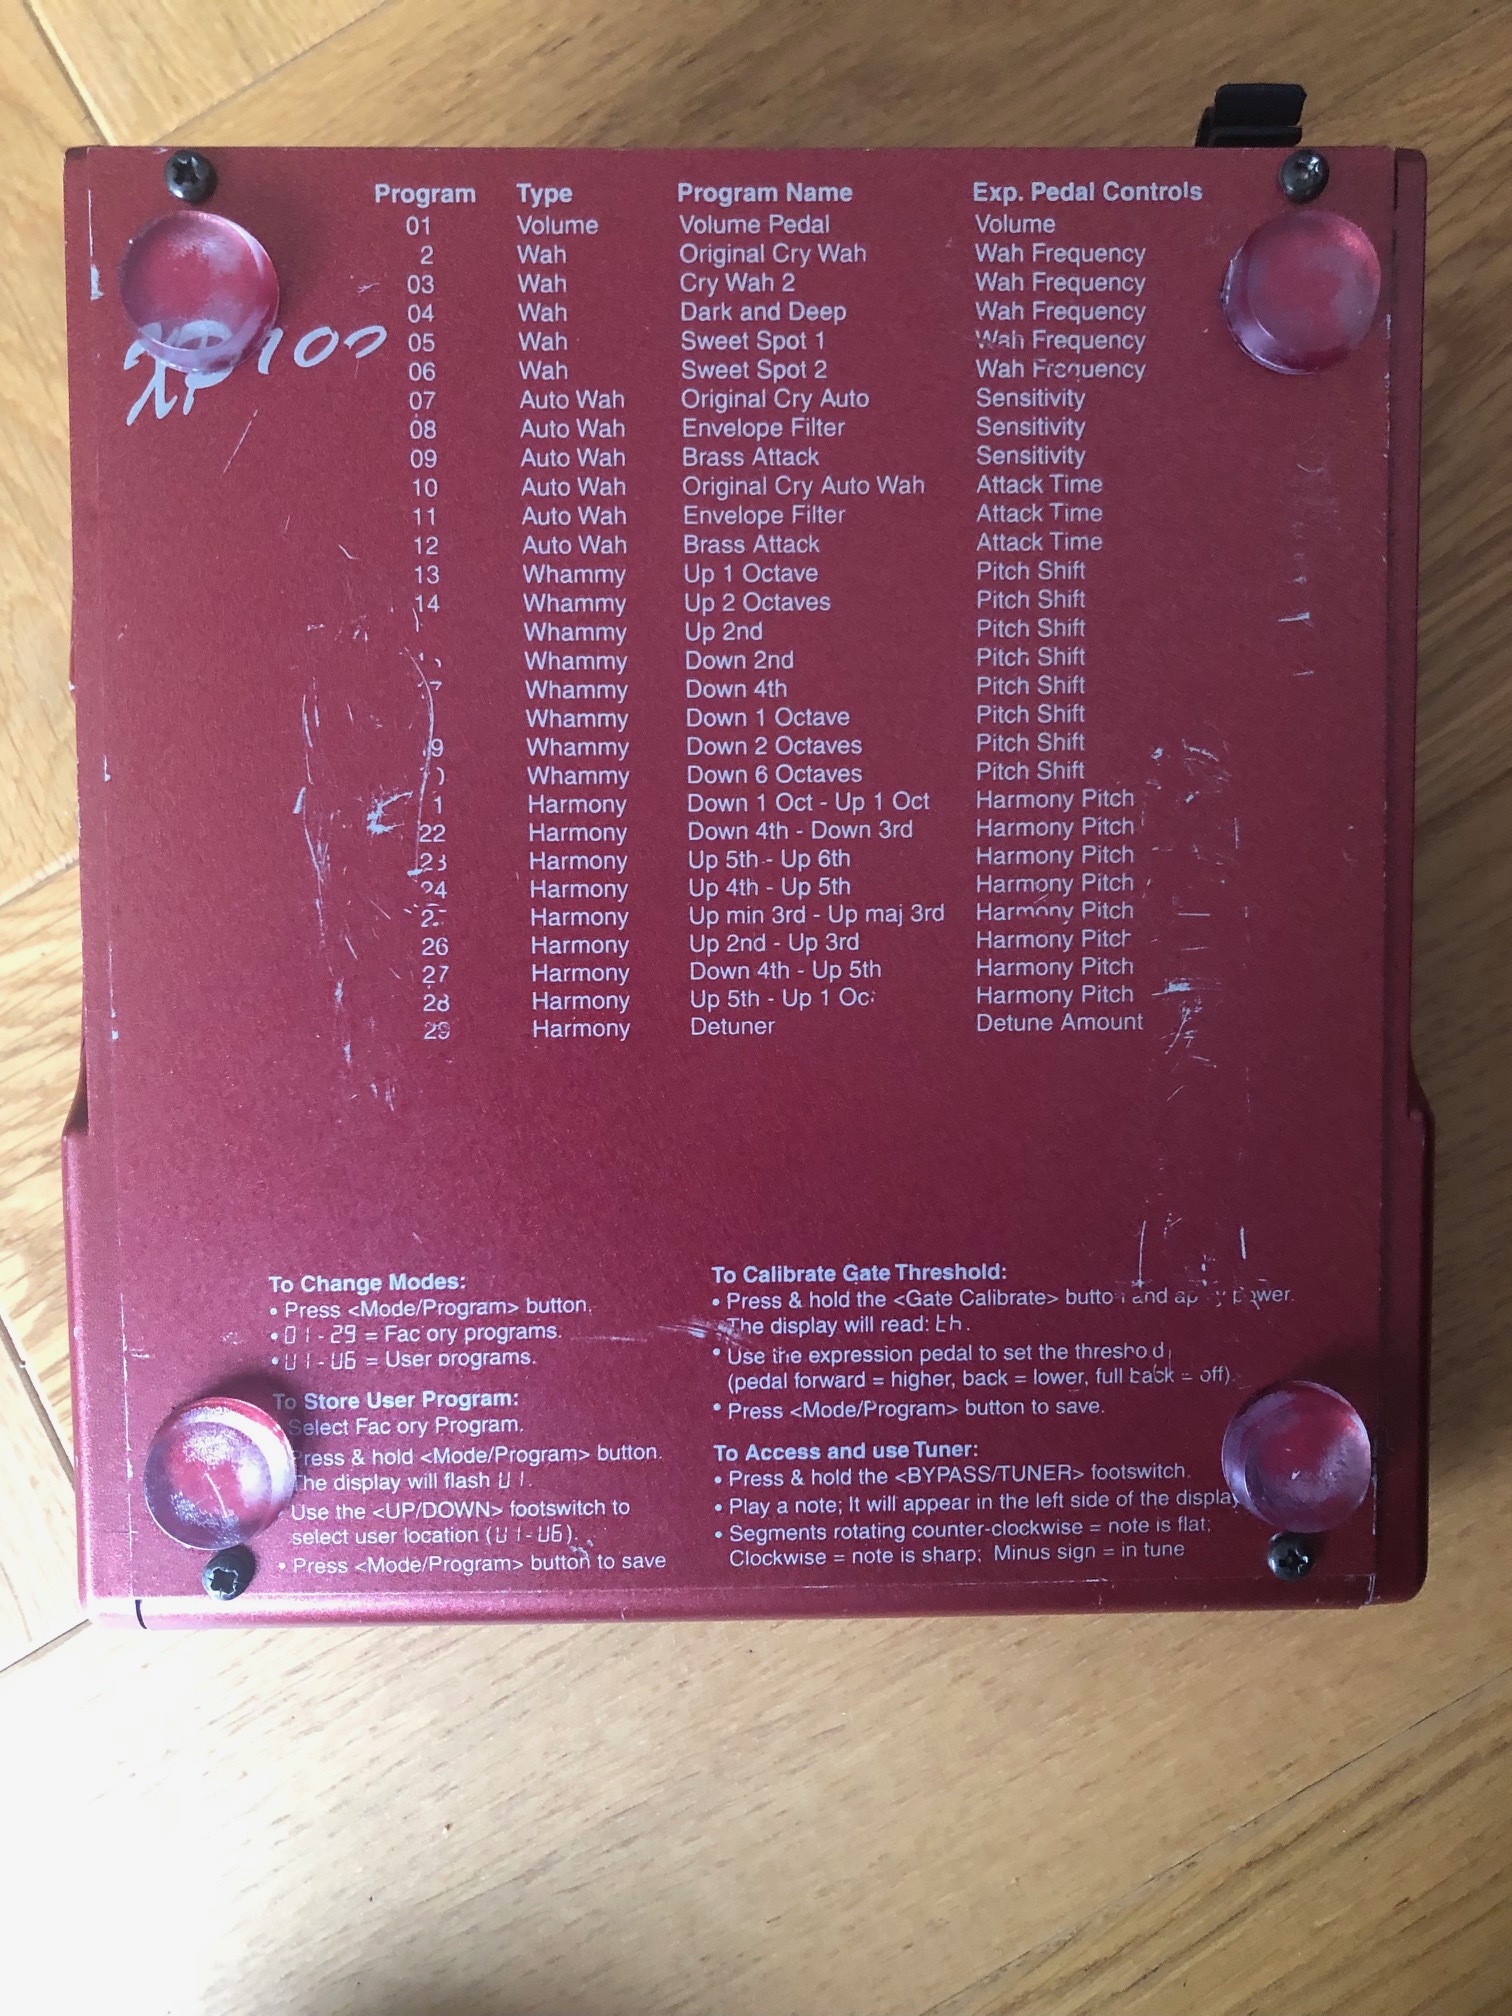 Program Type Program Name Exp. Pedal Controls
01 Volume Volume Pedal Volume
2 Wah Original Cry Wah Wah Frequency
03 Wah Cry Wah 2 Wah Frequency
04 Wah Dark and Deep Wah Frequency
XP100
05 Wah Sweet Spot 1 Wah Frequency
06 Wah Sweet Spot 2 Wah Frequency
07 Auto Wah Original Cry Auto Sensitivity
08 Auto Wah Envelope Filter Sensitivity
09 Auto Wah Brass Attack Sensitivity
10 Auto Wah Original Cry Auto Wah Attack Time
11 Auto Wah Envelope Filter Attack Time
12 Auto Wah Brass Attack Attack Time
13 Whammy Up 1 Octave Pitch Shift
14 Whammy Up 2 Octaves Pitch Shift
Whammy Up 2nd Pitch Shift
Whammy Down 2nd Pitch Shift
7 Whammy Down 4th Pitch Shift
Whammy Down 1 Octave Pitch Shift
9 Whammy Down 2 Octaves Pitch Shift
Whammy Down 6 Octaves Pitch Shift
1 Harmony Down 1 Oct - Up 1 Oct Harmony Pitch
22 Harmony Down 4th - Down 3rd Harmony Pitch
23 Harmony Up 5th - Up 6th Harmony Pitch
24 Harmony Up 4th - Up 5th Harmony Pitch
2 Harmony Up min 3rd - Up maj 3rd Harmony Pitch
26 Harmony Up 2nd - Up 3rd Harmony Pitch
27 Harmony Down 4th - Up 5th Harmony Pitch
28 Harmony Up 5th - Up 1 Oct Harmony Pitch
29 Harmony Detuner Detune Amount
To Change Modes:
• Press <Mode/Program> button.
• 01-29 = Fac ory programs.
• U1-U6 = User programs.
To Store User Program:
Select Fac ory Program.
Press & hold <Mode/Program> button.
The display will flash U1.
Use the <UP/DOWN> footswitch to
select user location (U1-U6).
• Press <Mode/Program> button to save
To Calibrate Gate Threshold:
• Press & hold the <Gate Calibrate> button and apply power.
The display will read: th.
• Use the expression pedal to set the thresho d
(pedal forward = higher, back = lower, full back = off).
• Press <Mode/Program> button to save.
To Access and use Tuner:
• Press & hold the <BYPASS/TUNER> footswitch.
• Play a note; It will appear in the left side of the display
• Segments rotating counter-clockwise = note is flat;
Clockwise = note is sharp; Minus sign = in tune